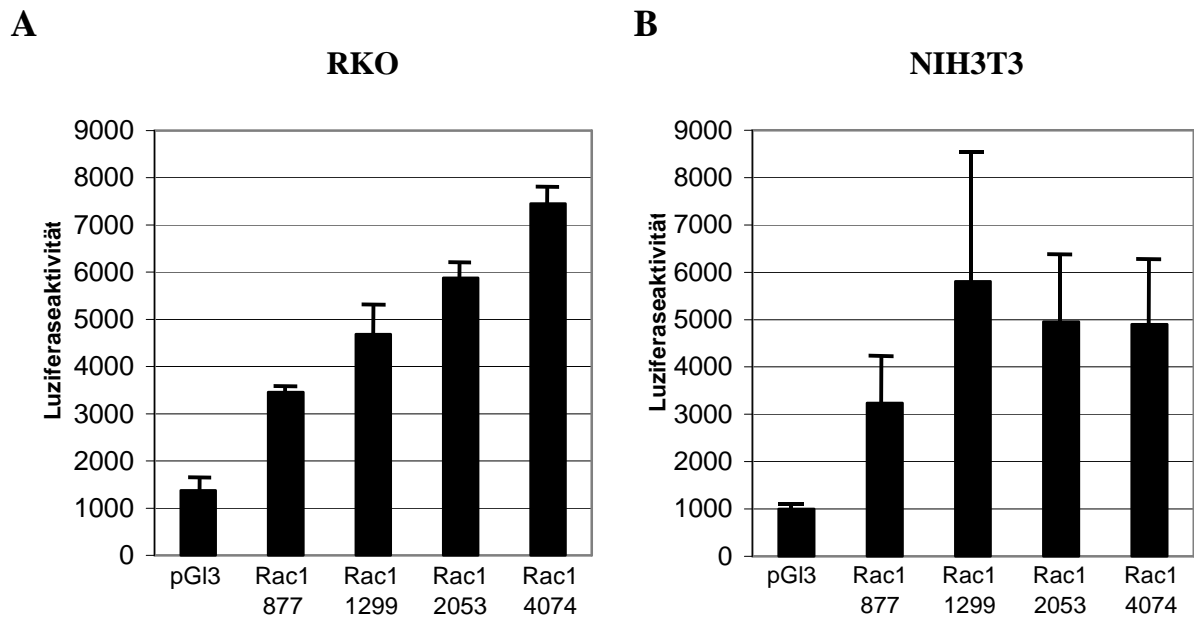 A
RKO
9000
8000
7000
6000
5000
4000
3000
2000
1000
0
Luziferaseaktivität
pGl3
Rac1
877
Rac1
1299
Rac1
2053
Rac1
4074
B
NIH3T3
9000
8000
7000
6000
5000
4000
3000
2000
1000
0
Luziferaseaktivität
pGl3
Rac1
877
Rac1
1299
Rac1
2053
Rac1
4074